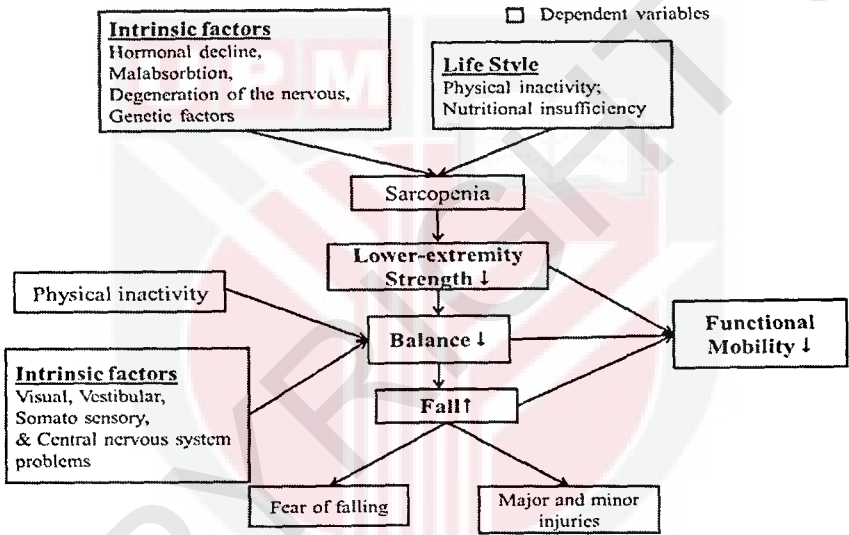 Dependent variables
Intrinsic factors
Hormonal decline,
Malabsorbtion,
Degeneration of the nervous,
Genetic factors
Life Style
Physical inactivity;
Nutritional insufficiency
Sarcopenia
Lower-extremity
Strength ↓
Physical inactivity
Balance ↓
Functional
Mobility ↓
Intrinsic factors
Visual, Vestibular,
Somato sensory,
& Central nervous system
problems
Fall↑
Fear of falling
Major and minor
injuries
PM
PYRIGHT